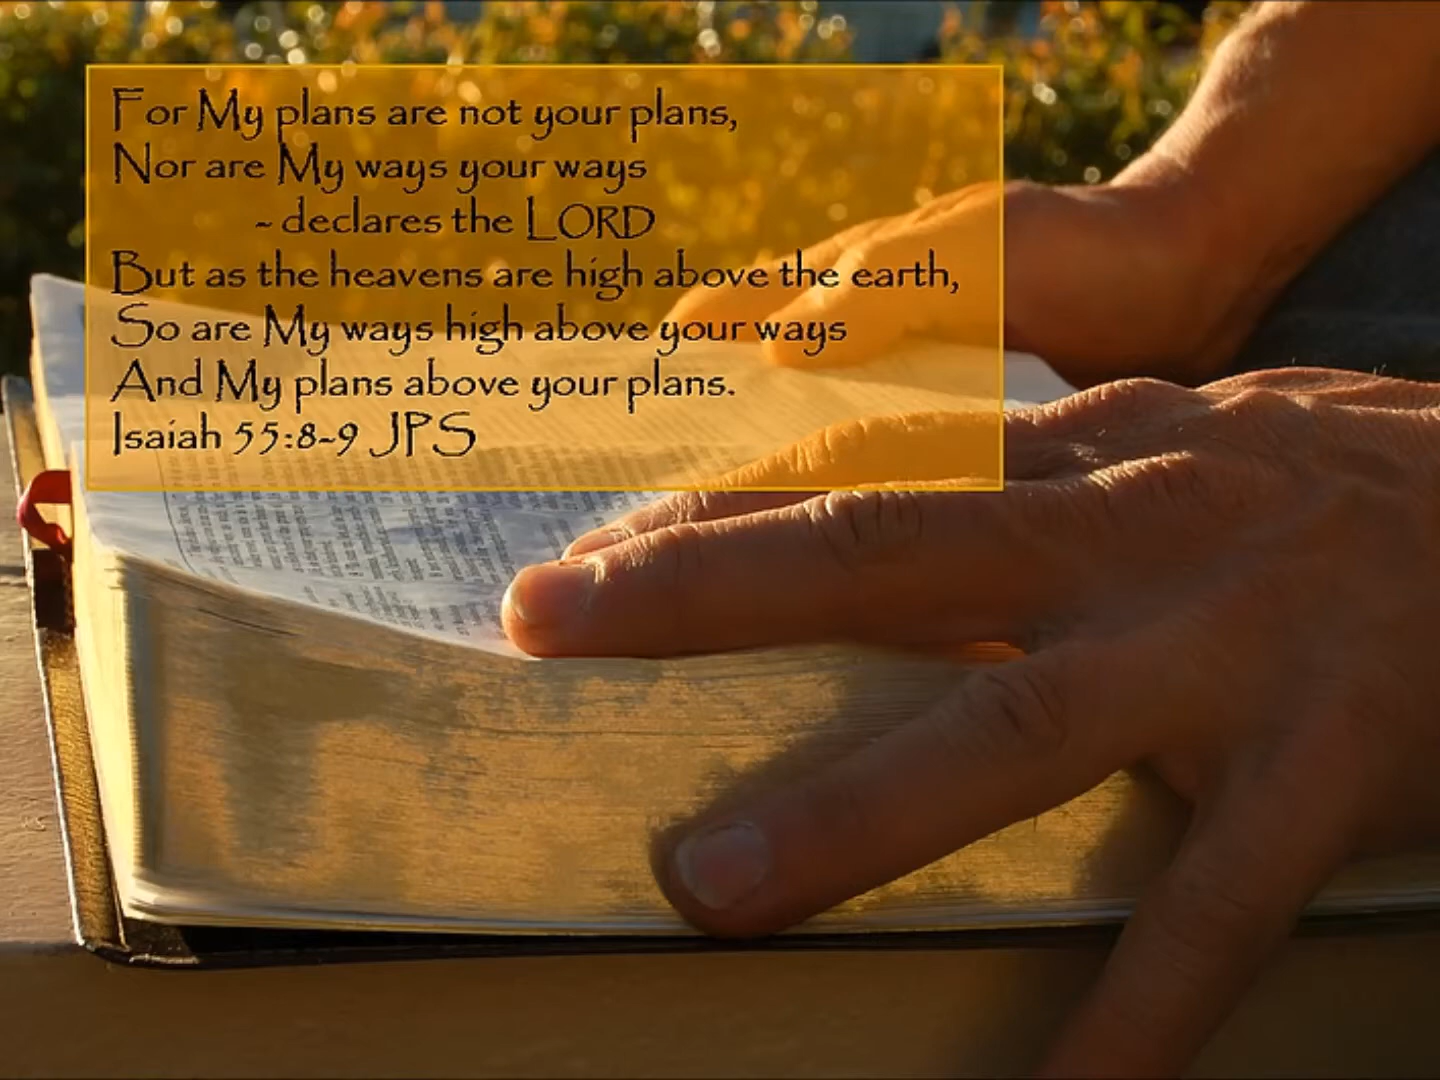 For My plans are not your plans,
Nor are My ways your ways
~ declares the LORD
But as the heavens are high above the earth,
So are My ways high above your ways
And My plans above your plans.
Isaiah 55:8-9 JPS